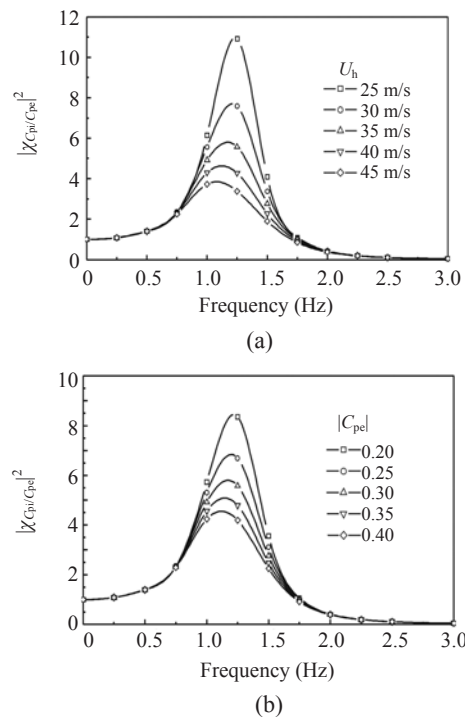 12
10
8
6
4
2
0
|χCpi/Cpe|²
Uh
25 m/s
30 m/s
35 m/s
40 m/s
45 m/s
0 0.5 1.0 1.5 2.0 2.5 3.0
Frequency (Hz)
(a)
10
8
6
4
2
0
|χCpi/Cpe|²
|Cpe|
0.20
0.25
0.30
0.35
0.40
0 0.5 1.0 1.5 2.0 2.5 3.0
Frequency (Hz)
(b)